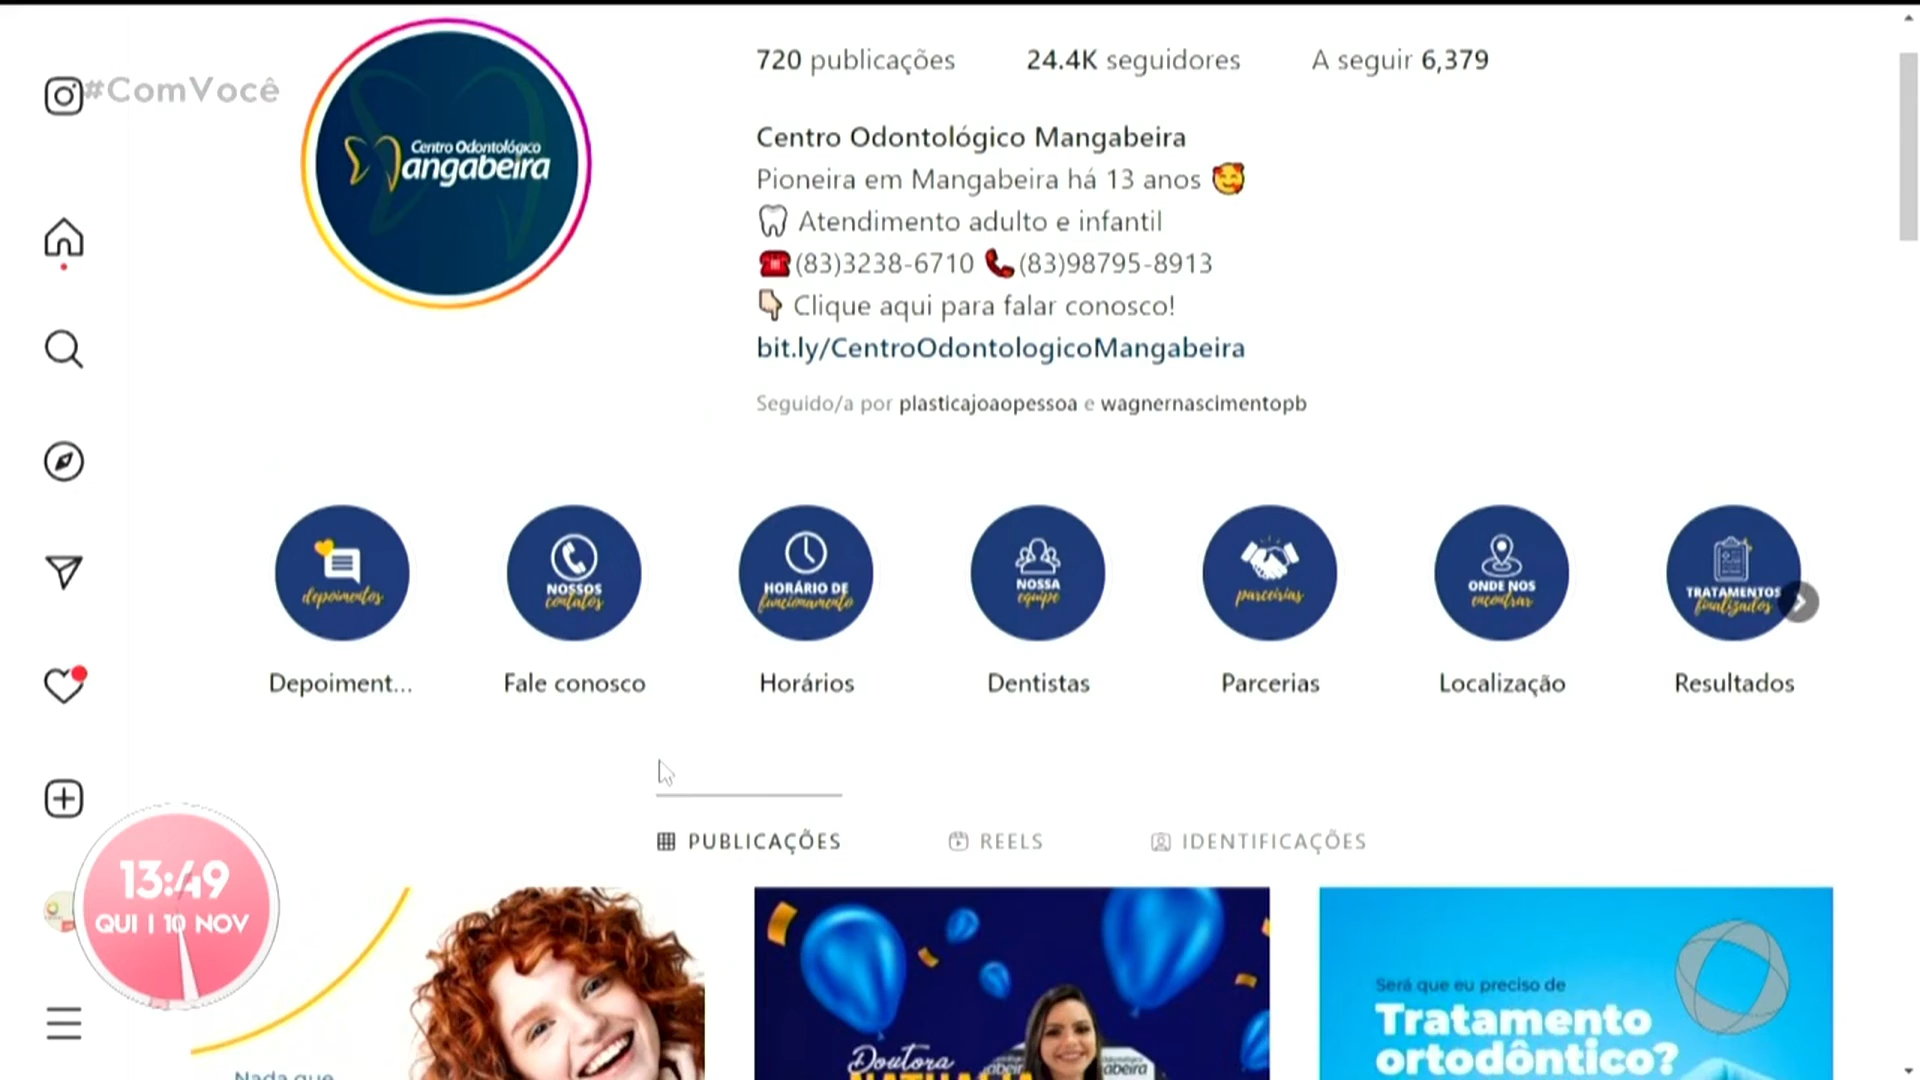 #ComVocê
Centro Odontológico
Mangabeira
720 publicações
24.4K seguidores
A seguir 6,379
Centro Odontológico Mangabeira
Pioneira em Mangabeira há 13 anos 🥰
🦷 Atendimento adulto e infantil
☎️(83)3238-6710 📞(83)98795-8913
👇🏻 Clique aqui para falar conosco!
bit.ly/CentroOdontologicoMangabeira
Seguido/a por plasticajoaopessoa e wagnernascimentopb
depoimentos
NOSSOS
contatos
HORÁRIO DE
funcionamento
NOSSA
equipe
parcerias
ONDE NOS
encontrar
TRATAMENTOS
finalizados
Depoiment...
Fale conosco
Horários
Dentistas
Parcerias
Localização
Resultados
PUBLICAÇÕES
REELS
IDENTIFICAÇÕES
13:49
QUI | 10 NOV
Nada que
Doutora
Será que eu preciso de
Tratamento
ortodôntico?